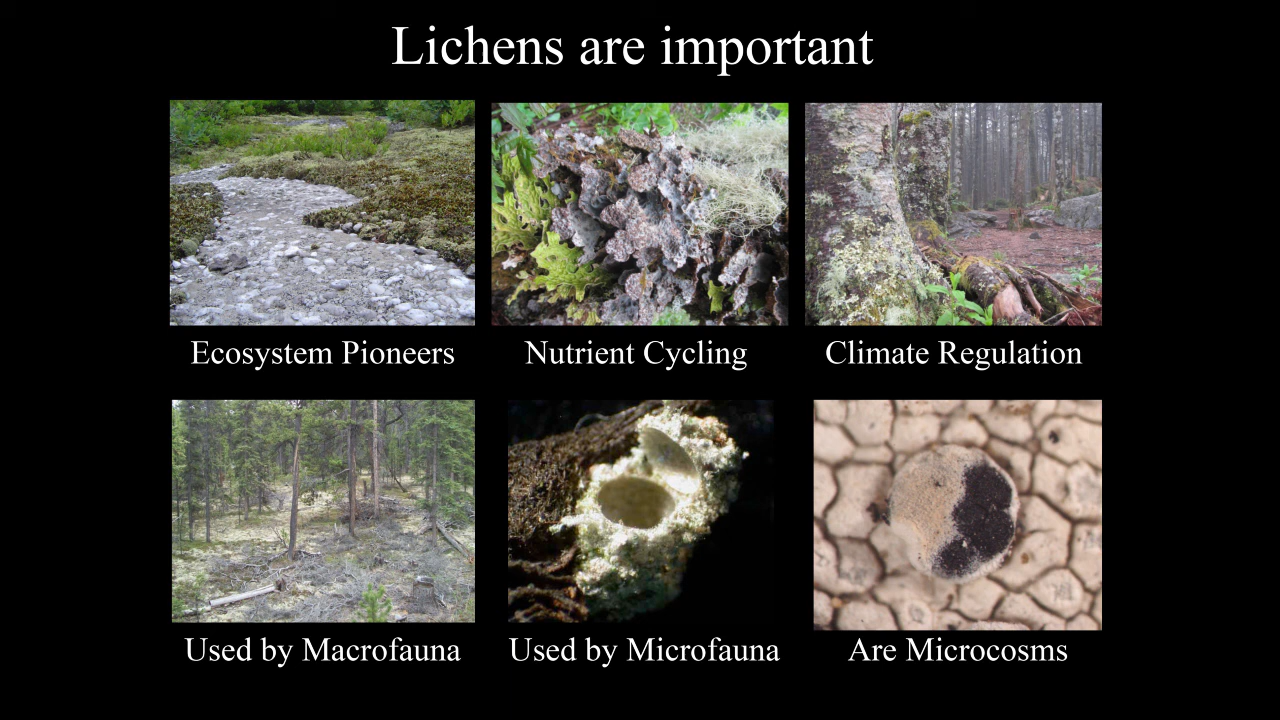 Lichens are important
Ecosystem Pioneers
Nutrient Cycling
Climate Regulation
Used by Macrofauna
Used by Microfauna
Are Microcosms